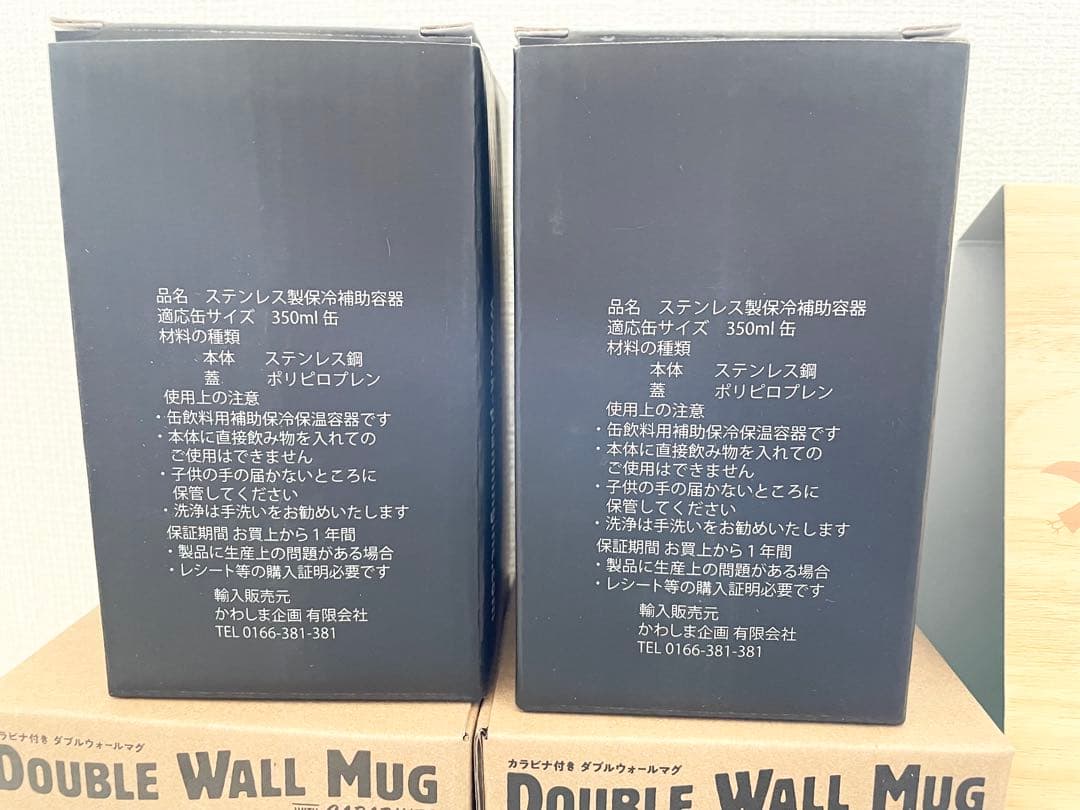 品名 ステンレス製保冷補助容器
適応缶サイズ 350ml 缶
材料の種類
本体 ステンレス鋼
蓋 ポリピロプレン
使用上の注意
・缶飲料用補助保冷保温容器です
・本体に直接飲み物を入れての
ご使用はできません
・子供の手の届かないところに
保管してください
・洗浄は手洗いをお勧めいたします
保証期間 お買上から1年間
・製品に生産上の問題がある場合
・レシート等の購入証明必要です
輸入販売元
かわしま企画 有限会社
TEL 0166-381-381
品名 ステンレス製保冷補助容器
適応缶サイズ 350ml 缶
材料の種類
本体 ステンレス鋼
蓋 ポリピロプレン
使用上の注意
・缶飲料用補助保冷保温容器です
・本体に直接飲み物を入れての
ご使用はできません
・子供の手の届かないところに
保管してください
・洗浄は手洗いをお勧めいたします
保証期間 お買上から1年間
・製品に生産上の問題がある場合
・レシート等の購入証明必要です
輸入販売元
かわしま企画 有限会社
TEL 0166-381-381
カラビナ付き ダブルウォールマグ
DOUBLE WALL MUG
WITH
カラビナ付き ダブルウォールマグ
DOUBLE WALL MUG